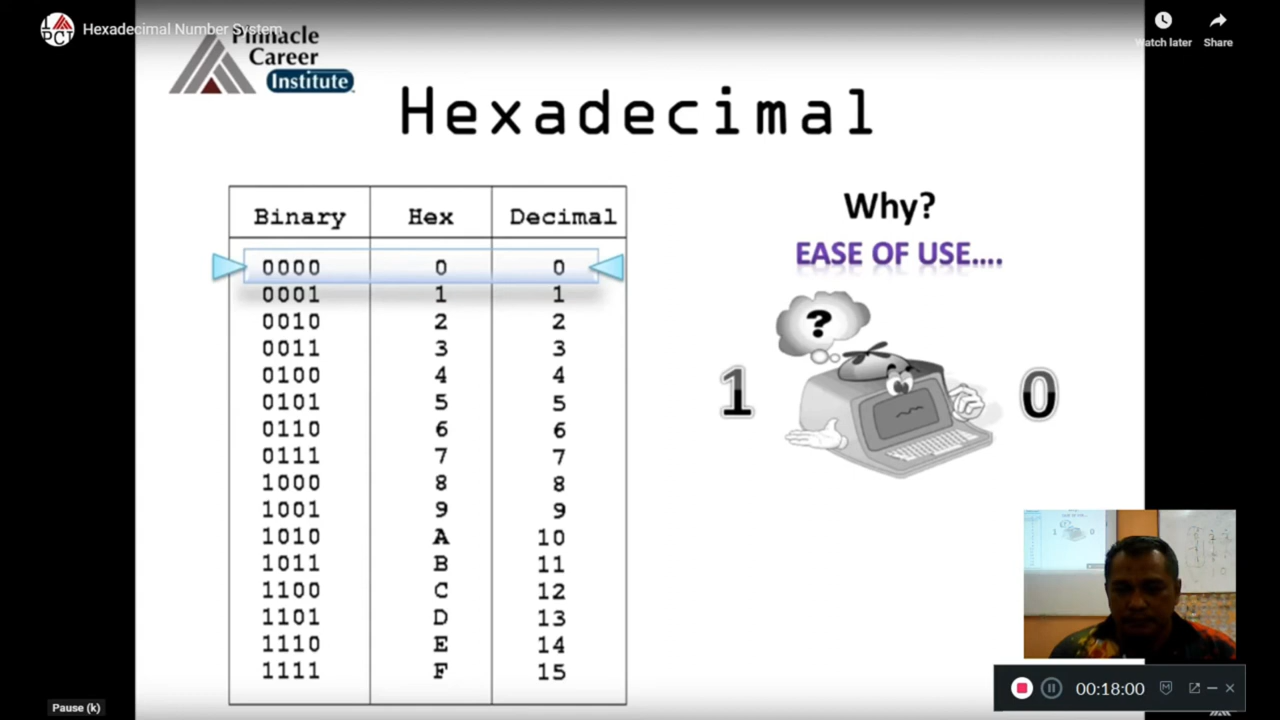 Hexadecimal Number System
Watch later
Share
Pinnacle
Career
Institute
Hexadecimal
Binary Hex Decimal
0000 0 0
0001 1 1
0010 2 2
0011 3 3
0100 4 4
0101 5 5
0110 6 6
0111 7 7
1000 8 8
1001 9 9
1010 A 10
1011 B 11
1100 C 12
1101 D 13
1110 E 14
1111 F 15
Why?
EASE OF USE....
?
1 0
00:18:00
Pause (k)